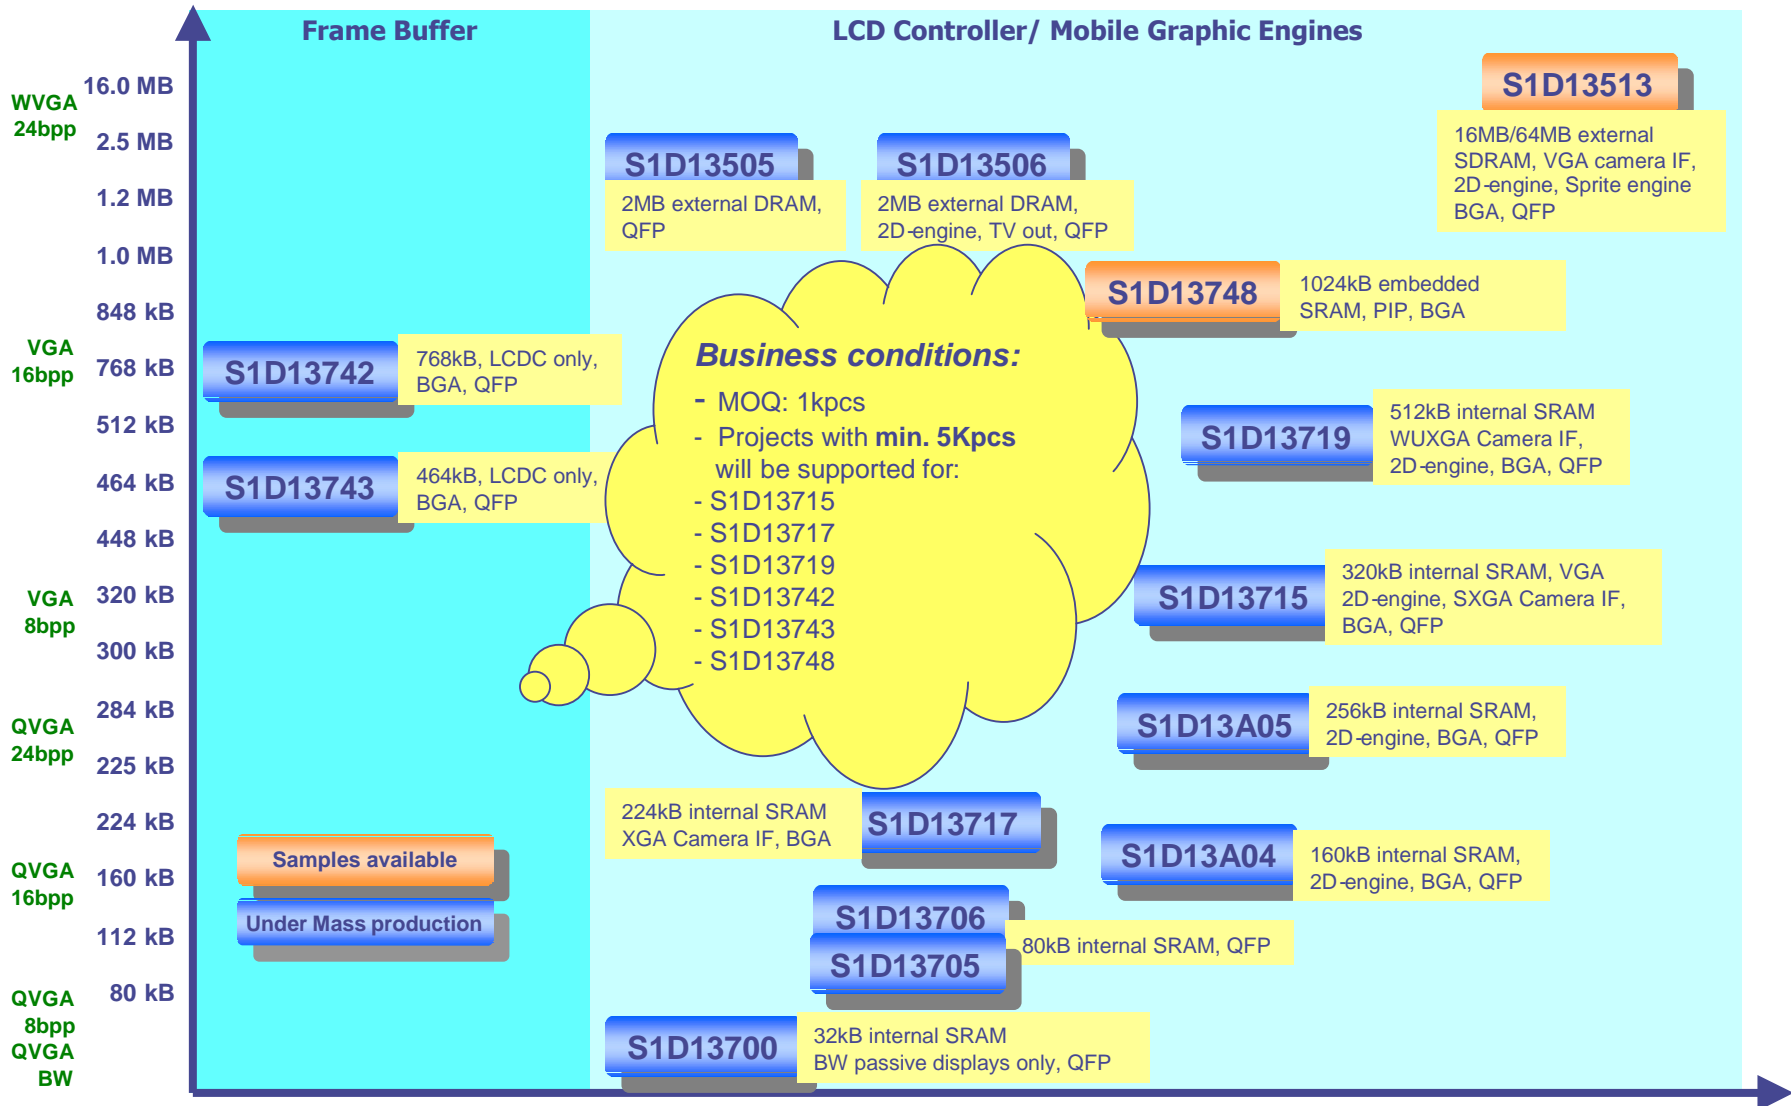 Frame Buffer
LCD Controller/ Mobile Graphic Engines
WVGA
24bpp
VGA
16bpp
VGA
8bpp
QVGA
24bpp
QVGA
16bpp
QVGA
8bpp
QVGA
BW
16.0 MB
2.5 MB
1.2 MB
1.0 MB
848 kB
768 kB
512 kB
464 kB
448 kB
320 kB
300 kB
284 kB
225 kB
224 kB
160 kB
112 kB
80 kB
S1D13513
16MB/64MB external
SDRAM, VGA camera IF,
2D-engine, Sprite engine
BGA, QFP
S1D13505
2MB external DRAM,
QFP
S1D13506
2MB external DRAM,
2D-engine, TV out, QFP
S1D13748
1024kB embedded
SRAM, PIP, BGA
S1D13742
768kB, LCDC only,
BGA, QFP
S1D13743
464kB, LCDC only,
BGA, QFP
Business conditions:
- MOQ: 1kpcs
- Projects with min. 5Kpcs
will be supported for:
- S1D13715
- S1D13717
- S1D13719
- S1D13742
- S1D13743
- S1D13748
S1D13719
512kB internal SRAM
WUXGA Camera IF,
2D-engine, BGA, QFP
S1D13715
320kB internal SRAM, VGA
2D-engine, SXGA Camera IF,
BGA, QFP
S1D13A05
256kB internal SRAM,
2D-engine, BGA, QFP
224kB internal SRAM
XGA Camera IF, BGA
S1D13717
S1D13A04
160kB internal SRAM,
2D-engine, BGA, QFP
Samples available
Under Mass production
S1D13706
S1D13705
80kB internal SRAM, QFP
S1D13700
32kB internal SRAM
BW passive displays only, QFP